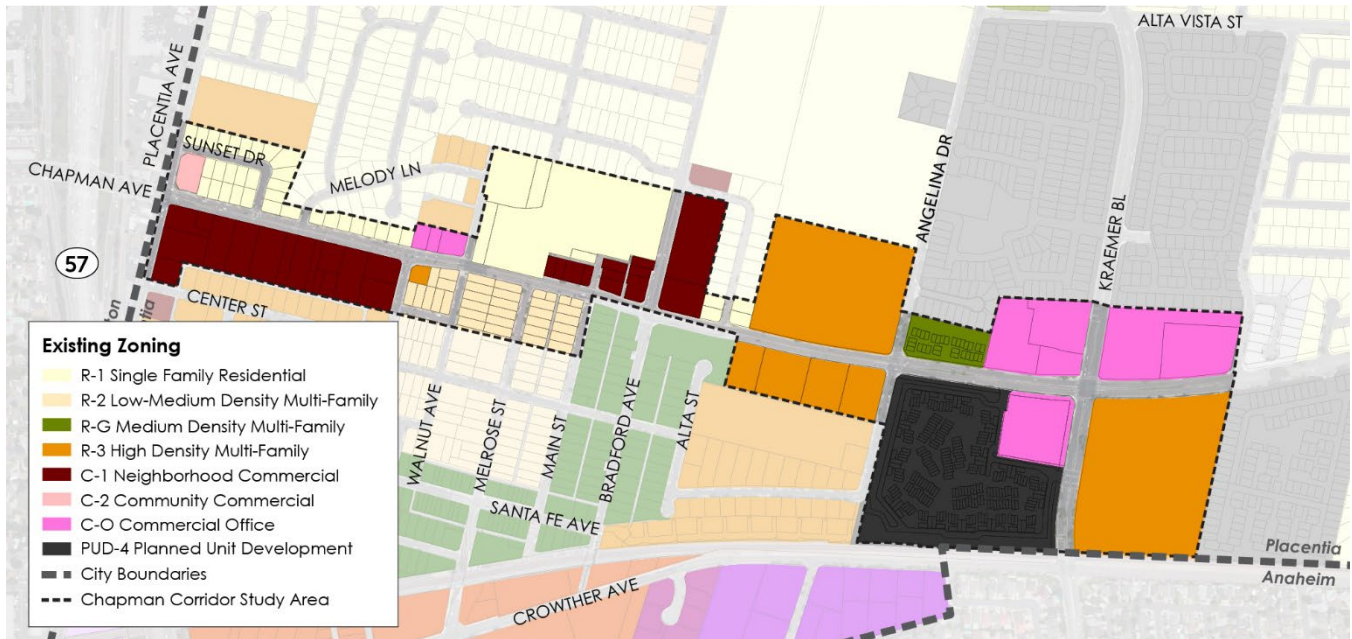 ALTA VISTA ST
PLACENTIA AVE
SUNSET DR
CHAPMAN AVE
MELODY LN
ANGELINA DR
KRAEMER BL
57
CENTER ST
Existing Zoning
R-1 Single Family Residential
R-2 Low-Medium Density Multi-Family
R-G Medium Density Multi-Family
R-3 High Density Multi-Family
C-1 Neighborhood Commercial
C-2 Community Commercial
C-O Commercial Office
PUD-4 Planned Unit Development
City Boundaries
Chapman Corridor Study Area
WALNUT AVE
MELROSE ST
MAIN ST
BRADFORD AVE
ALTA ST
SANTA FE AVE
CROWTHER AVE
Placentia
Anaheim